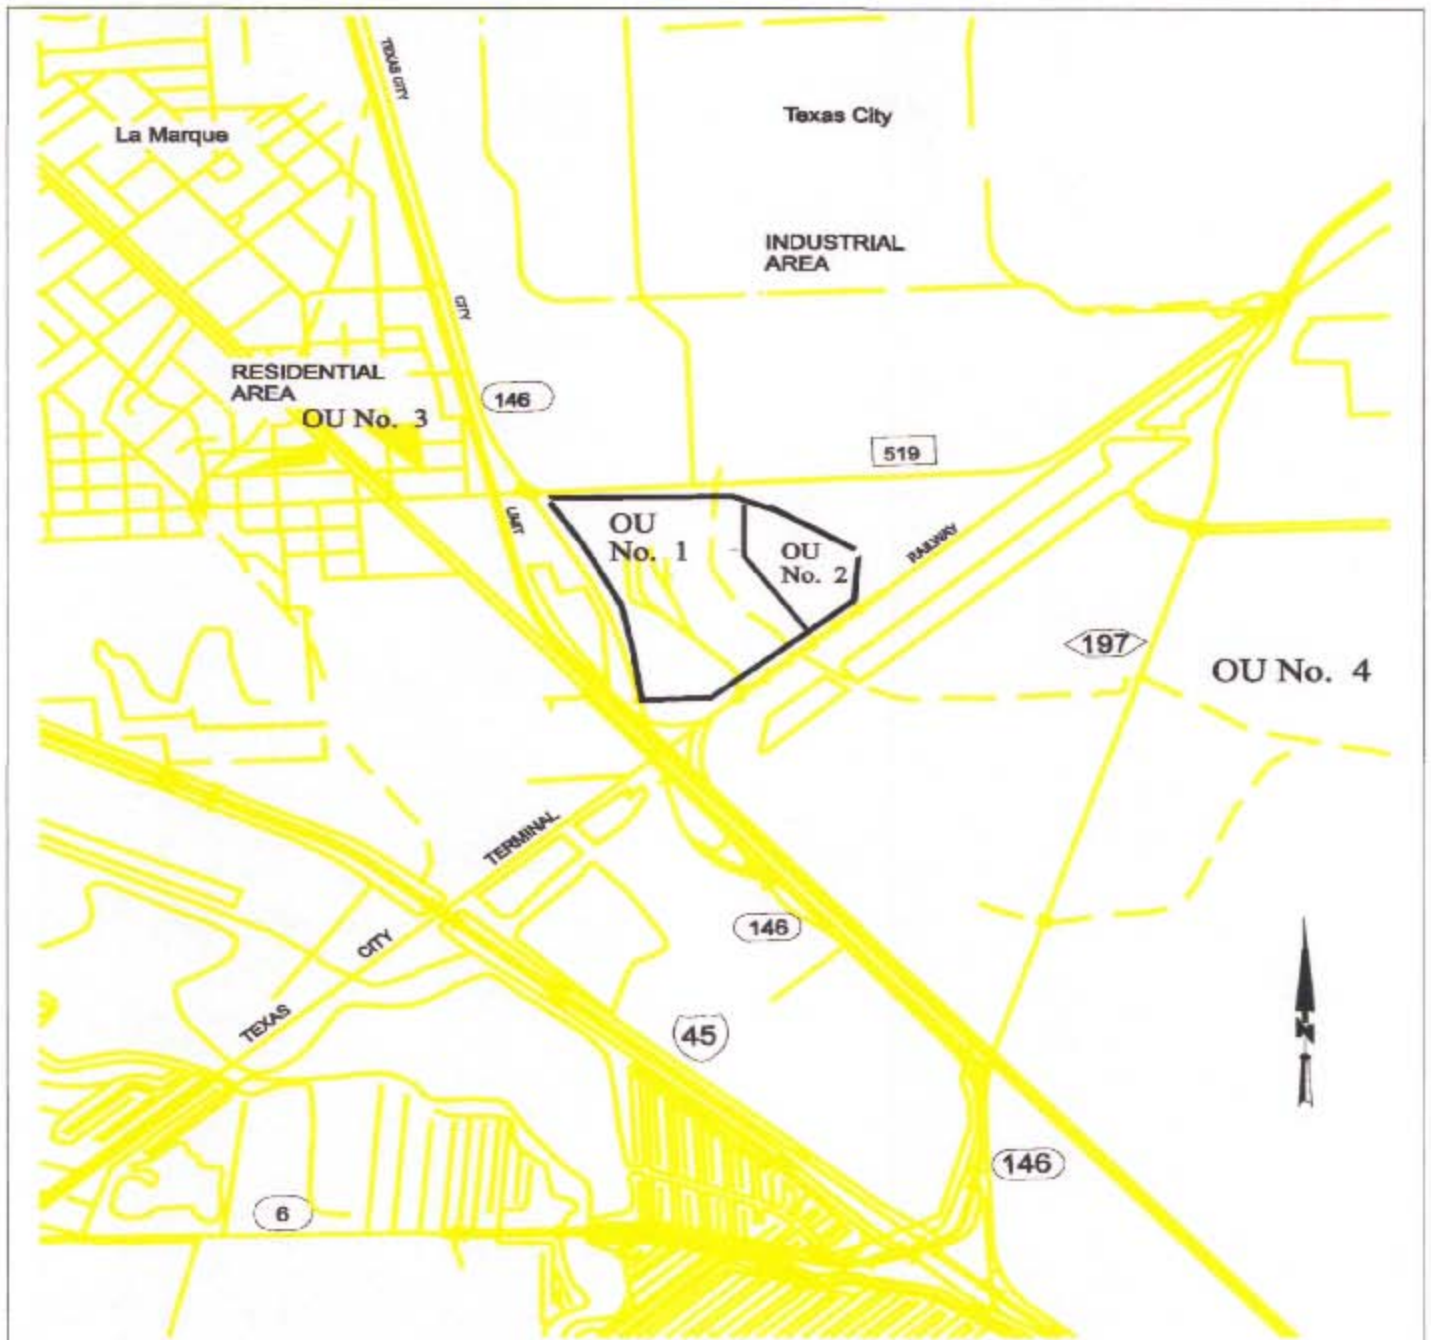 TEXAS CITY
Texas City
La Marque
INDUSTRIAL
AREA
CITY
RESIDENTIAL
AREA
146
OU No. 3
519
LIMIT
OU
No. 1
OU
No. 2
RAILWAY
197
OU No. 4
TERMINAL
146
CITY
TEXAS
45
N
146
6